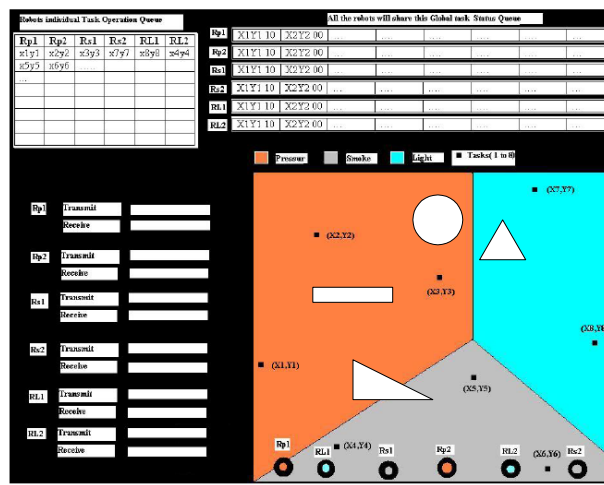 Robots individual Task Operation Queue
All the robots will share this Global task Status Queue
Rp1 Rp2 Rs1 Rs2 RL1 RL2
x1y1 x2y2 x3y3 x7y7 x8y8 x4y4
x5y5 x6y6 .....
...
Rp1 X1Y1 10 X2Y2 00 .... .... .... .... ...
Rp2 X1Y1 10 X2Y2 00 .... .... .... .... ...
Rs1 X1Y1 10 X2Y2 00 .... .... .... .... ...
Rs2 X1Y1 10 X2Y2 00 .... .... .... .... ...
RL1 X1Y1 10 X2Y2 00 .... .... .... .... ...
RL2 X1Y1 10 X2Y2 00 .... .... .... .... ...
Pressur Smoke Light Tasks( 1 to 8)
Rp1 Transmit
Receive
Rp2 Transmit
Receive
Rs1 Transmit
Receive
Rs2 Transmit
Receive
RL1 Transmit
Receive
RL2 Transmit
Receive
(X7,Y7)
(X2,Y2)
(X3,Y3)
(X8,Y8
(X1,Y1)
(X5,Y5)
(X4,Y4)
(X6,Y6)
Rp1 RL1 Rs1 Rp2 RL2 Rs2